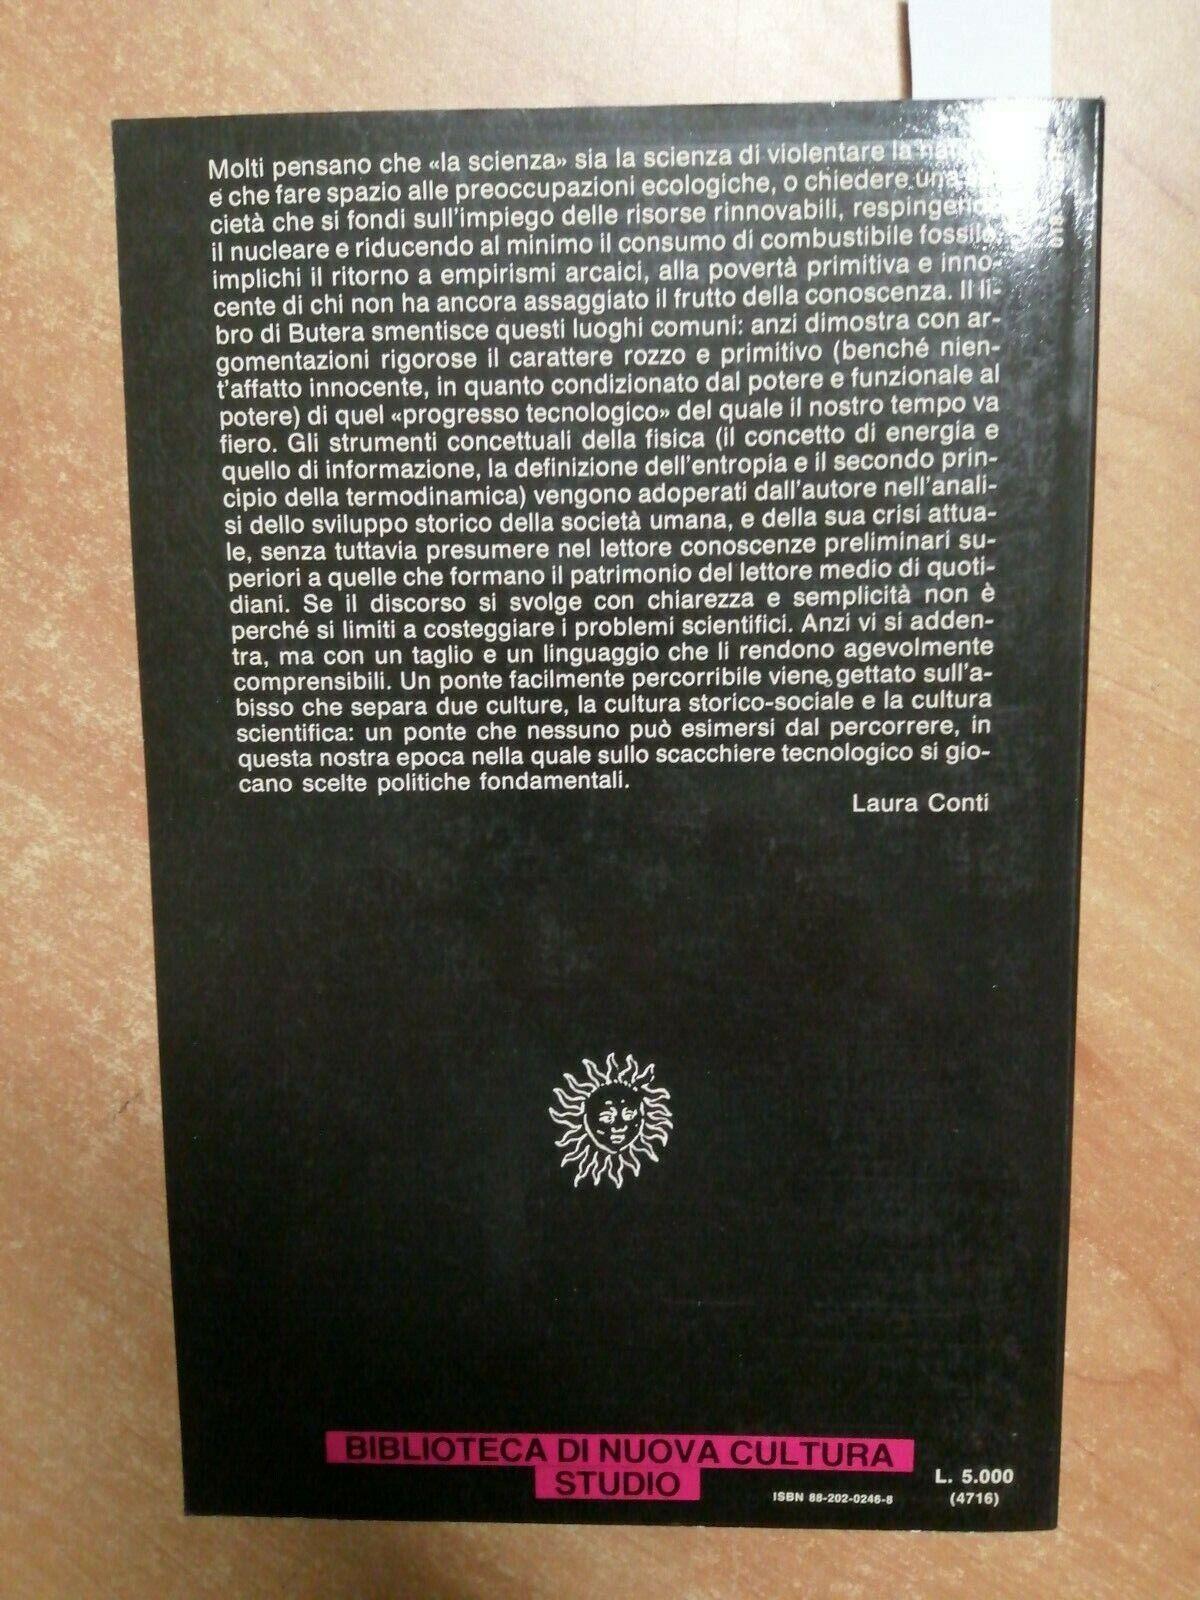 Molti pensano che «la scienza» sia la scienza di violentare la
e che fare spazio alle preoccupazioni ecologiche, o chiedere una
cietà che si fondi sull'impiego delle risorse rinnovabili, respingendo
il nucleare e riducendo al minimo il consumo di combustibile fossile,
implichi il ritorno a empirismi arcaici, alla povertà primitiva e inno-
cente di chi non ha ancora assaggiato il frutto della conoscenza. Il li-
bro di Butera smentisce questi luoghi comuni: anzi dimostra con ar-
gomentazioni rigorose il carattere rozzo e primitivo (benché nien-
t'affatto innocente, in quanto condizionato dal potere e funzionale al
potere) di quel «progresso tecnologico» del quale il nostro tempo va
fiero. Gli strumenti concettuali della fisica (il concetto di energia e
quello di informazione, la definizione dell'entropia e il secondo prin-
cipio della termodinamica) vengono adoperati dall'autore nell'anali-
si dello sviluppo storico della società umana, e della sua crisi attua-
le, senza tuttavia presumere nel lettore conoscenze preliminari su-
periori a quelle che formano il patrimonio del lettore medio di quoti-
diani. Se il discorso si svolge con chiarezza e semplicità non è
perché si limiti a costeggiare i problemi scientifici. Anzi vi si adden-
tra, ma con un taglio e un linguaggio che li rendono agevolmente
comprensibili. Un ponte facilmente percorribile viene gettato sull'a-
bisso che separa due culture, la cultura storico-sociale e la cultura
scientifica: un ponte che nessuno può esimersi dal percorrere, in
questa nostra epoca nella quale sullo scacchiere tecnologico si gio-
cano scelte politiche fondamentali.
Laura Conti
BIBLIOTECA DI NUOVA CULTURA
STUDIO
ISBN 88-202-0246-8
L. 5.000
(4716)